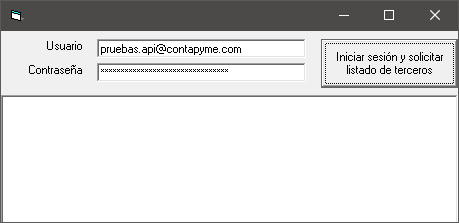 Usuario
pruebas.api@contapyme.com
Iniciar sesión y solicitar
listado de terceros
Contraseña